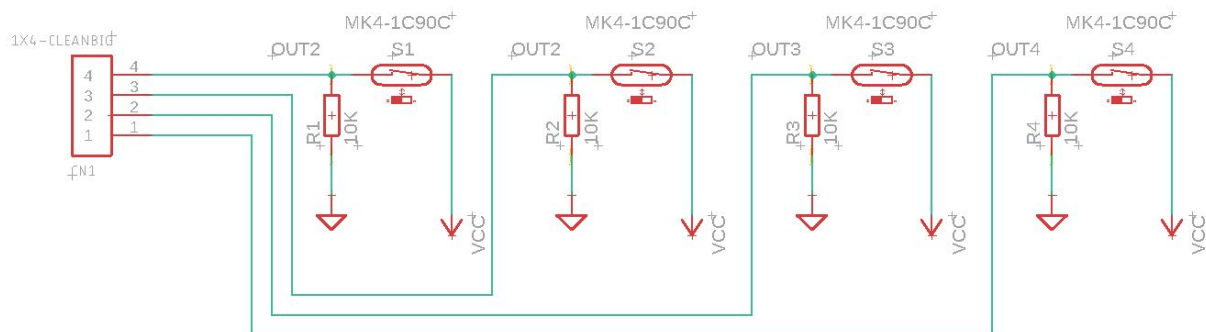 MK4-1C90C MK4-1C90C MK4-1C90C MK4-1C90C
1X4-CLEANBIG
OUT2 S1 OUT2 S2 OUT3 S3 OUT4 S4
4 4
3 3
2 2
1 1
R1 10K R2 10K R3 10K R4 10K
CN1
VCC VCC VCC VCC